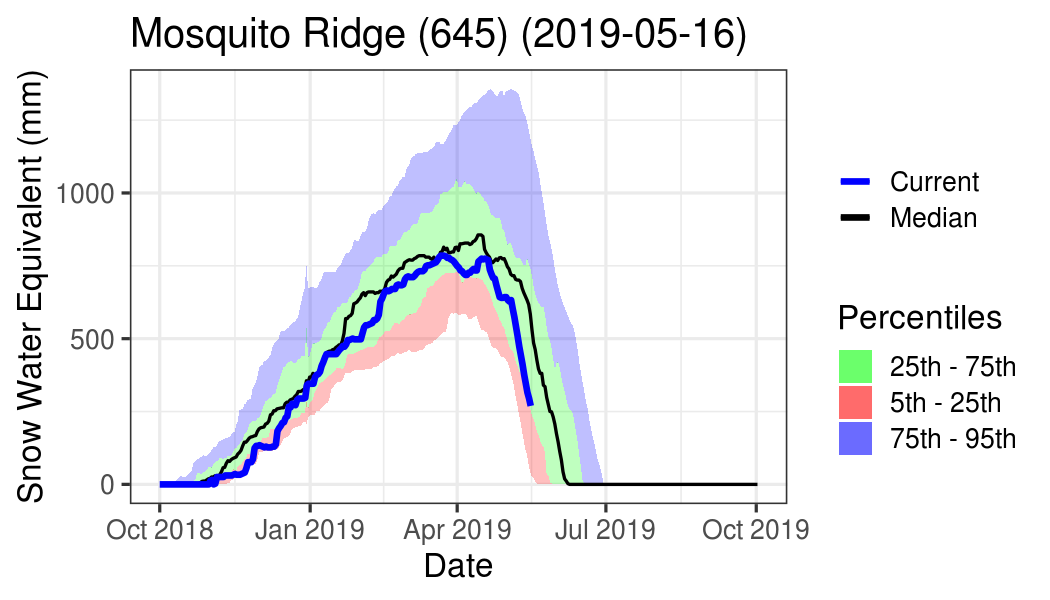 Mosquito Ridge (645) (2019-05-16)
Snow Water Equivalent (mm)
1000
500
0
Oct 2018 Jan 2019 Apr 2019 Jul 2019 Oct 2019
Date
Current
Median
Percentiles
25th - 75th
5th - 25th
75th - 95th